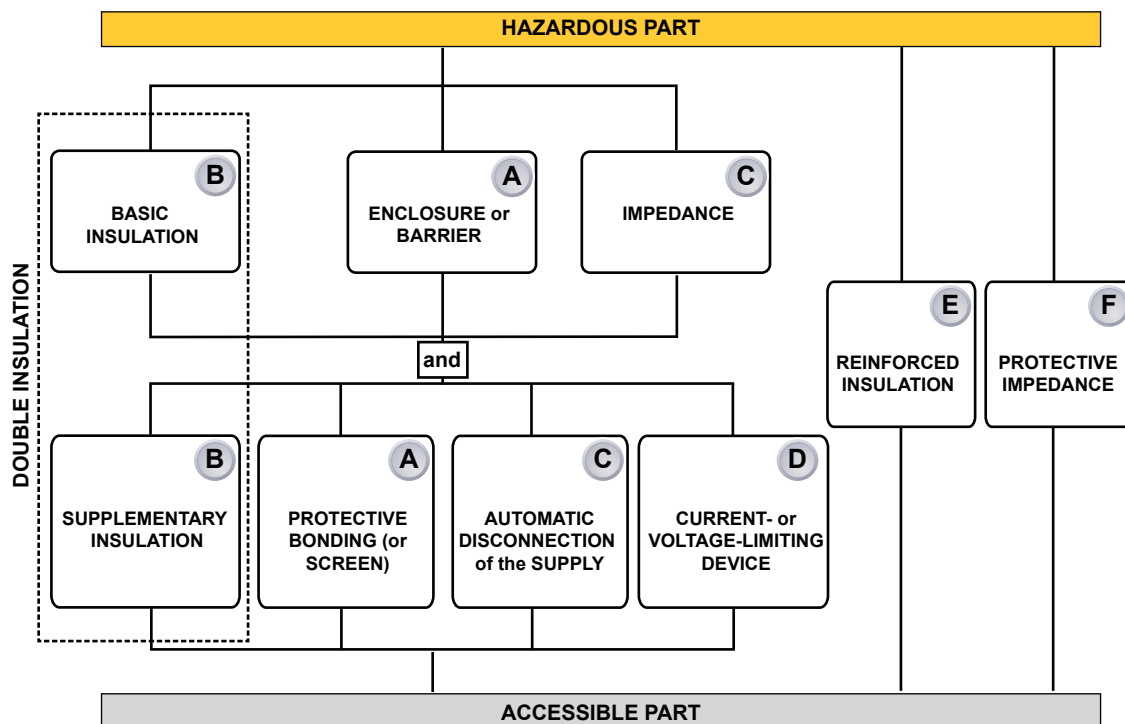 HAZARDOUS PART
DOUBLE INSULATION
B
BASIC
INSULATION
A
ENCLOSURE or
BARRIER
C
IMPEDANCE
E
REINFORCED
INSULATION
F
PROTECTIVE
IMPEDANCE
and
B
SUPPLEMENTARY
INSULATION
A
PROTECTIVE
BONDING (or
SCREEN)
C
AUTOMATIC
DISCONNECTION
of the SUPPLY
D
CURRENT- or
VOLTAGE-LIMITING
DEVICE
ACCESSIBLE PART